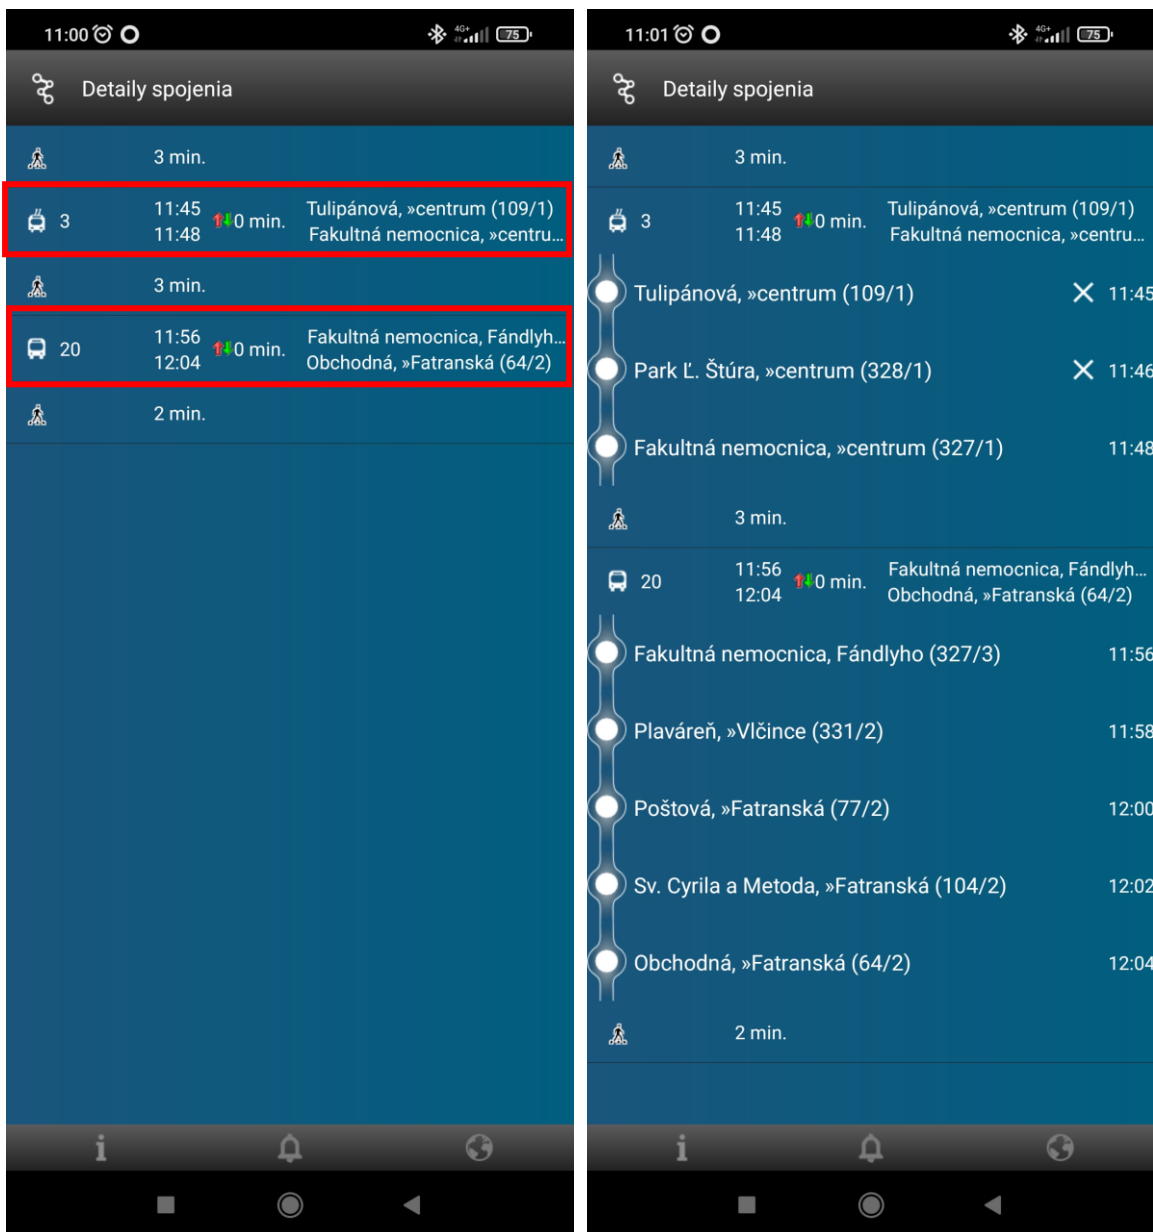 11:00
4G+
75
Detaily spojenia
3 min.
3 11:45 0 min. Tulipánová, »centrum (109/1)
11:48 Fakultná nemocnica, »centru...
3 min.
20 11:56 0 min. Fakultná nemocnica, Fándlyh...
12:04 Obchodná, »Fatranská (64/2)
2 min.
i
11:01
4G+
75
Detaily spojenia
3 min.
3 11:45 0 min. Tulipánová, »centrum (109/1)
11:48 Fakultná nemocnica, »centru...
Tulipánová, »centrum (109/1) 11:45
Park Ľ. Štúra, »centrum (328/1) 11:46
Fakultná nemocnica, »centrum (327/1) 11:48
3 min.
20 11:56 0 min. Fakultná nemocnica, Fándlyh...
12:04 Obchodná, »Fatranská (64/2)
Fakultná nemocnica, Fándlyho (327/3) 11:56
Plaváreň, »Vlčince (331/2) 11:58
Poštová, »Fatranská (77/2) 12:00
Sv. Cyrila a Metoda, »Fatranská (104/2) 12:02
Obchodná, »Fatranská (64/2) 12:04
2 min.
i